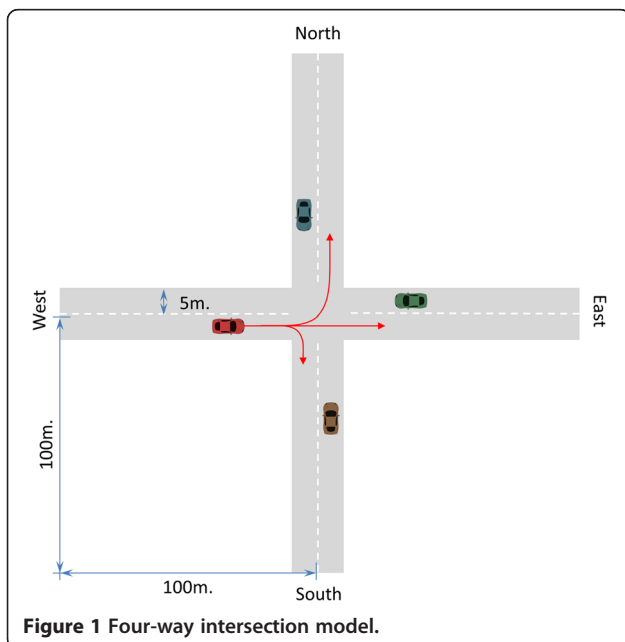 North
West
5m.
East
100m.
100m.
South
Figure 1 Four-way intersection model.